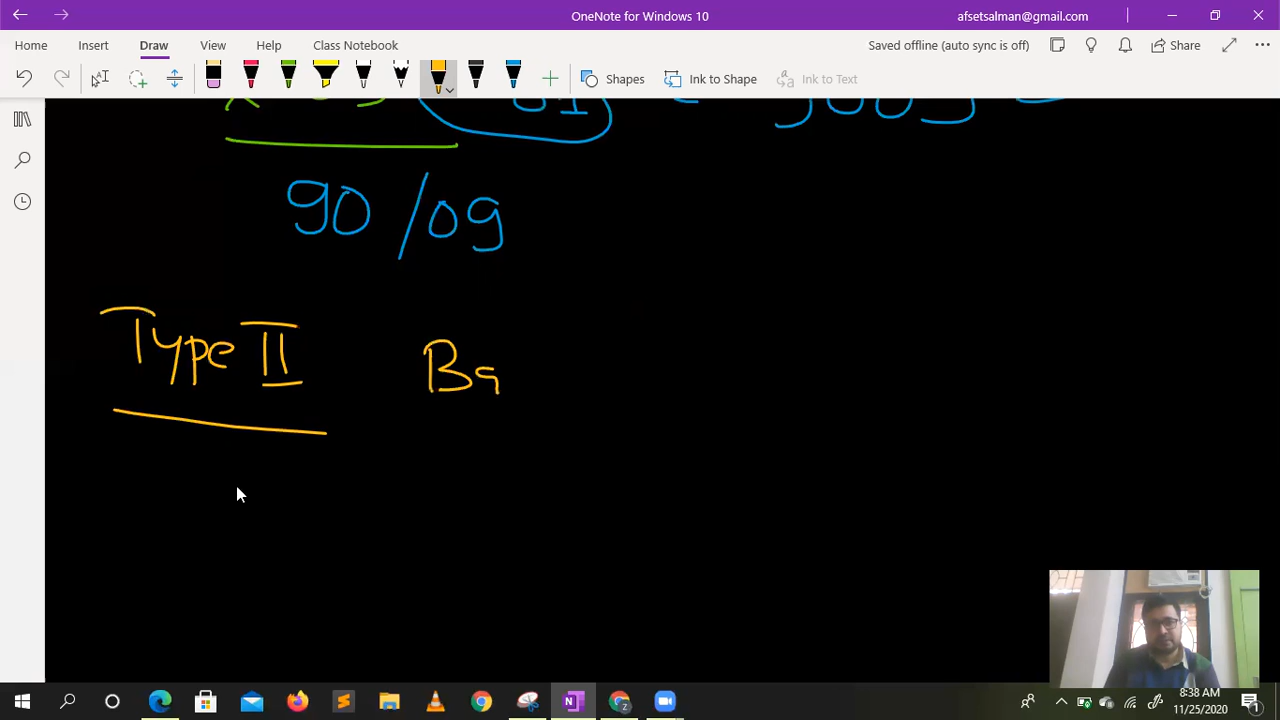 OneNote for Windows 10
afsetsalman@gmail.com
Home Insert Draw View Help Class Notebook
Saved offline (auto sync is off)
Share
Shapes Ink to Shape Ink to Text
90/09
Type II Ba
8:38 AM
11/25/2020
1